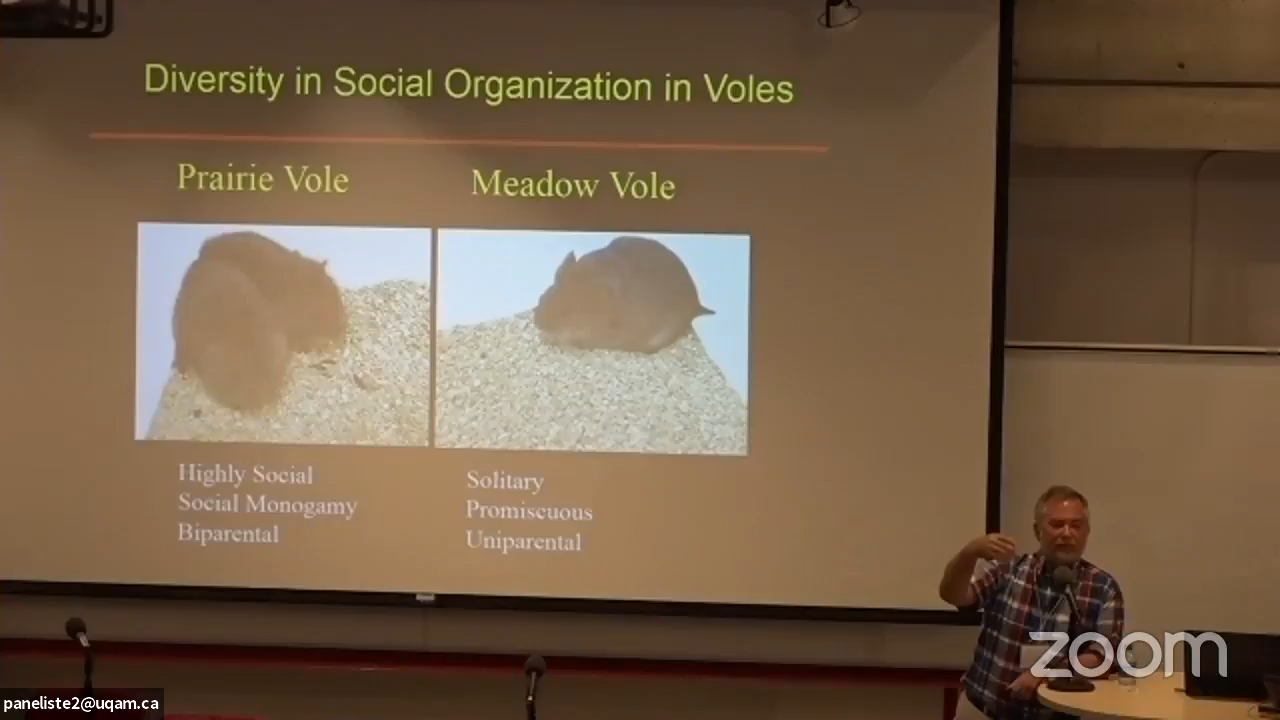 Diversity in Social Organization in Voles
Prairie Vole
Meadow Vole
Highly Social
Social Monogamy
Biparental
Solitary
Promiscuous
Uniparental
zoom
paneliste2@uqam.ca